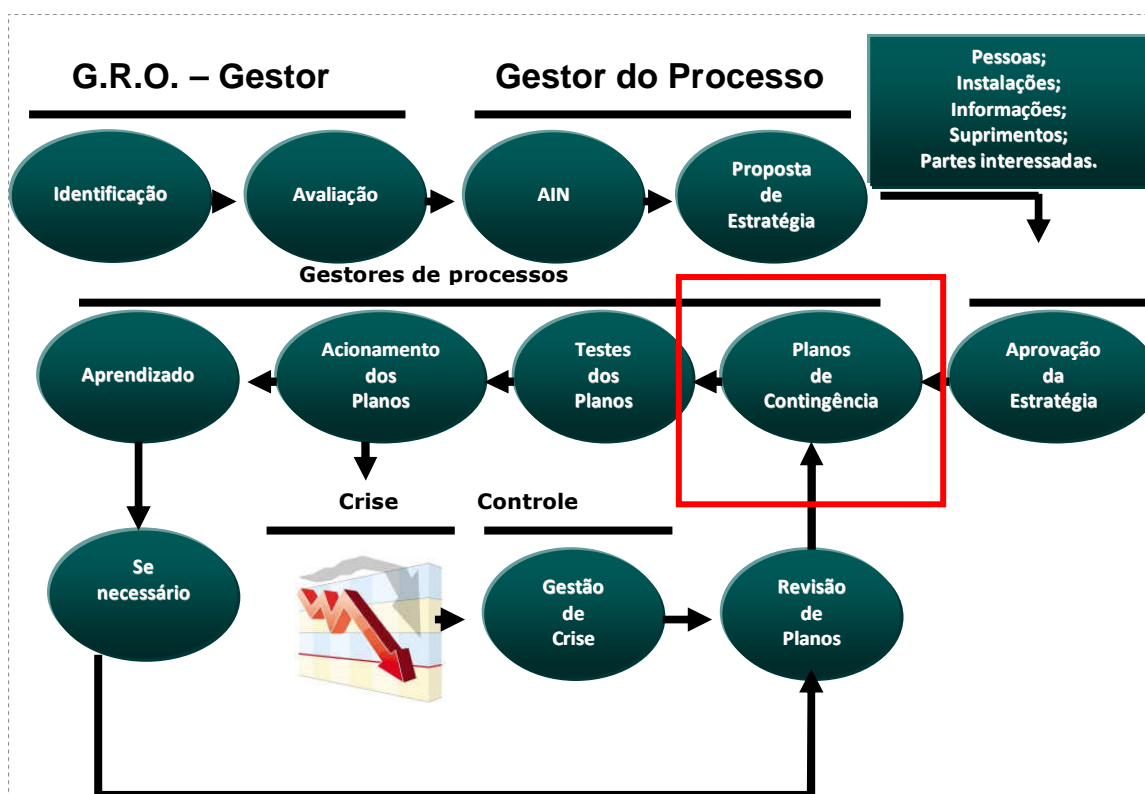 G.R.O. – Gestor
Gestor do Processo
Pessoas;
Instalações;
Informações;
Suprimentos;
Partes interessadas.
Identificação
Avaliação
AIN
Proposta
de
Estratégia
Gestores de processos
Aprendizado
Acionamento
dos
Planos
Testes
dos
Planos
Planos
de
Contingência
Aprovação
da
Estratégia
Crise
Controle
Se
necessário
Gestão
de
Crise
Revisão
de
Planos